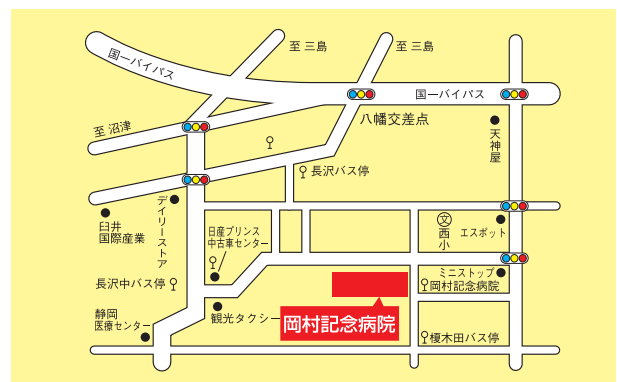 国一バイパス
至 三島
至 三島
国一バイパス
八幡交差点
至 沼津
天神屋
長沢バス停
デイリーストア
臼井
国際産業
日産プリンス
中古車センター
文
西小
エスポット
長沢中バス停
ミニストップ
岡村記念病院
静岡
医療センター
観光タクシー
岡村記念病院
榎木田バス停